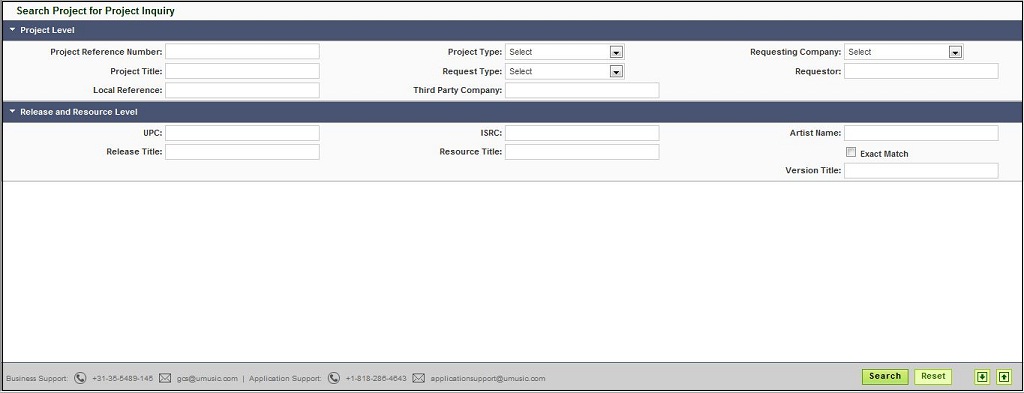 Search Project for Project Inquiry
Project Level
Project Reference Number: Project Type: Select Requesting Company: Select
Project Title: Request Type: Select Requestor:
Local Reference: Third Party Company:
Release and Resource Level
UPC: ISRC: Artist Name:
Release Title: Resource Title: Exact Match
Version Title:
Business Support: +31-35-5489-145 gcs@umusic.com | Application Support: +1-818-286-4643 applicationsupport@umusic.com Search Reset